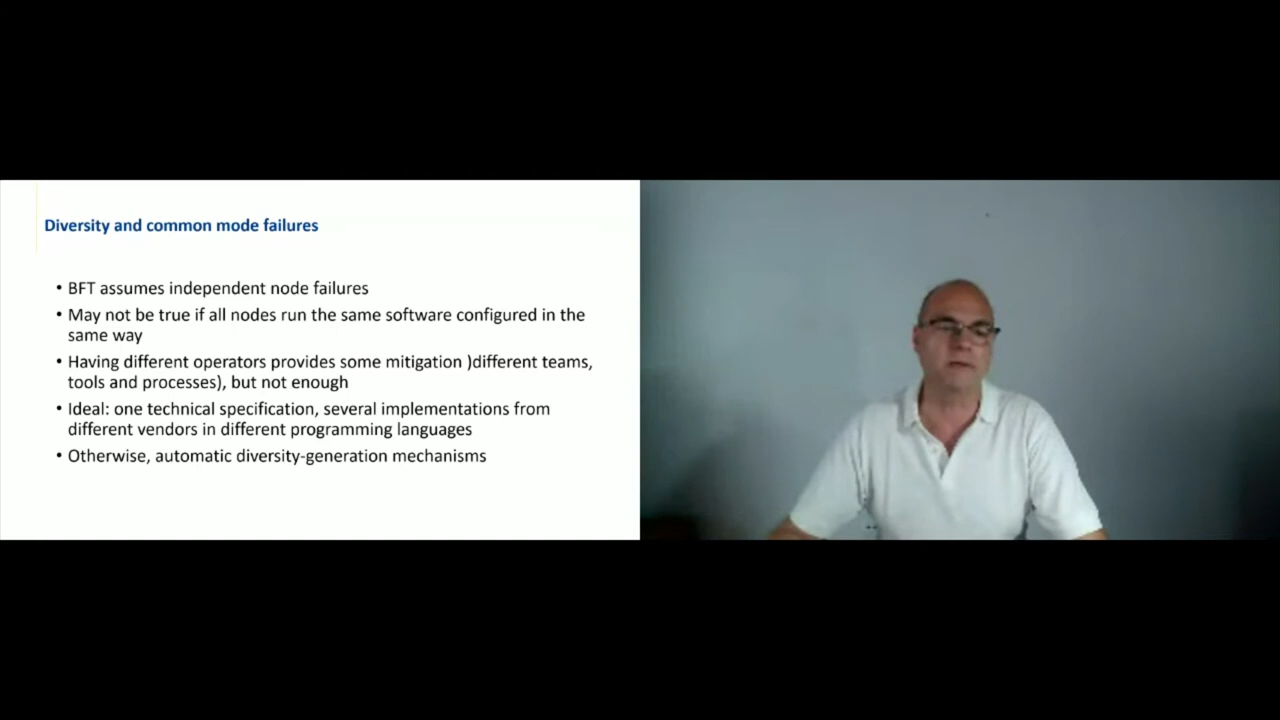 Diversity and common mode failures
• BFT assumes independent node failures
• May not be true if all nodes run the same software configured in the
same way
• Having different operators provides some mitigation )different teams,
tools and processes), but not enough
• Ideal: one technical specification, several implementations from
different vendors in different programming languages
• Otherwise, automatic diversity-generation mechanisms